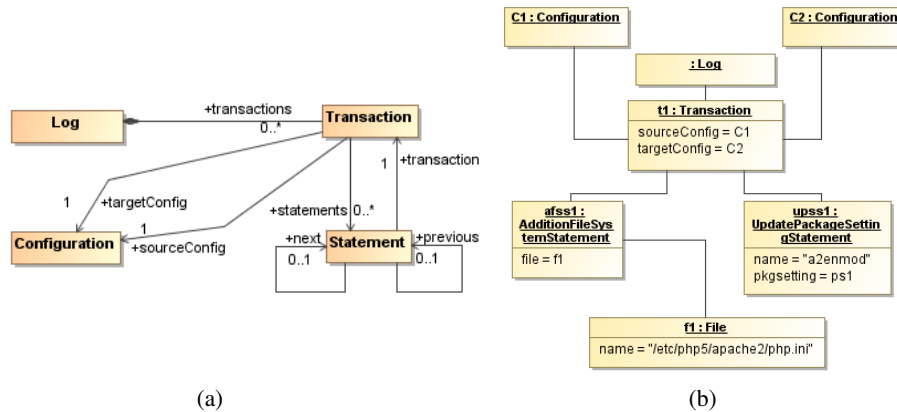 Log
+transactions
0..*
Transaction
1
+transaction
1
+targetConfig
1
+sourceConfig
Configuration
+statements
0..*
+next
0..1
Statement
+previous
0..1
(a)
C1 : Configuration
C2 : Configuration
: Log
t1 : Transaction
sourceConfig = C1
targetConfig = C2
afss1 :
AdditionFileSys
temStatement
file = f1
upss1 :
UpdatePackageSettin
gStatement
name = "a2enmod"
pkgsetting = ps1
f1 : File
name = "/etc/php5/apache2/php.ini"
(b)